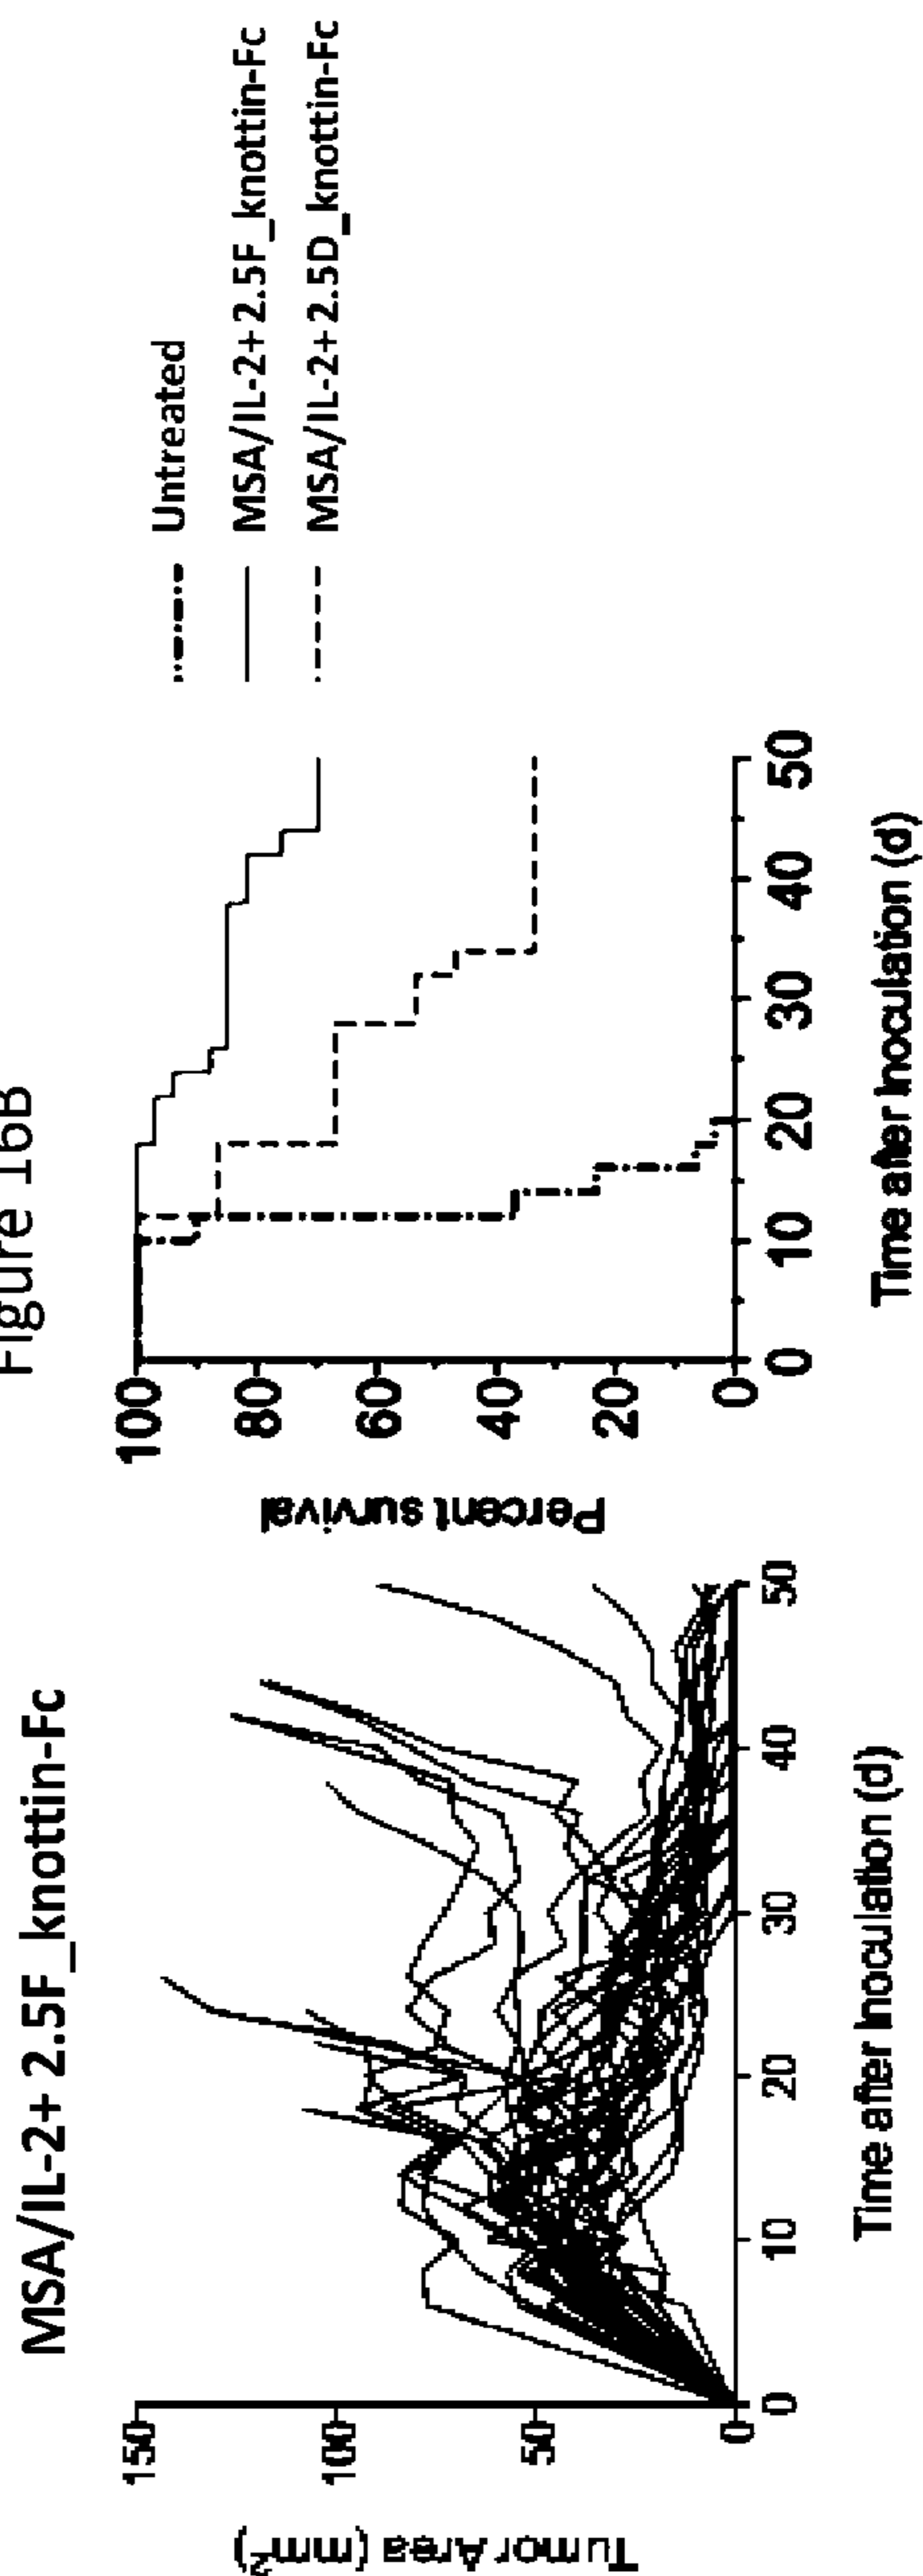 Figure 16B
MSA/IL-2+ 2.5F_knottin-Fc
Tumor Area (mm²)
150
100
50
0
0
10
20
30
40
50
Time after Inoculation (d)
Percent survival
100
80
60
40
20
0
0
10
20
30
40
50
Time after Inoculation (d)
Untreated
MSA/IL-2+ 2.5F_knottin-Fc
MSA/IL-2+ 2.5D_knottin-Fc